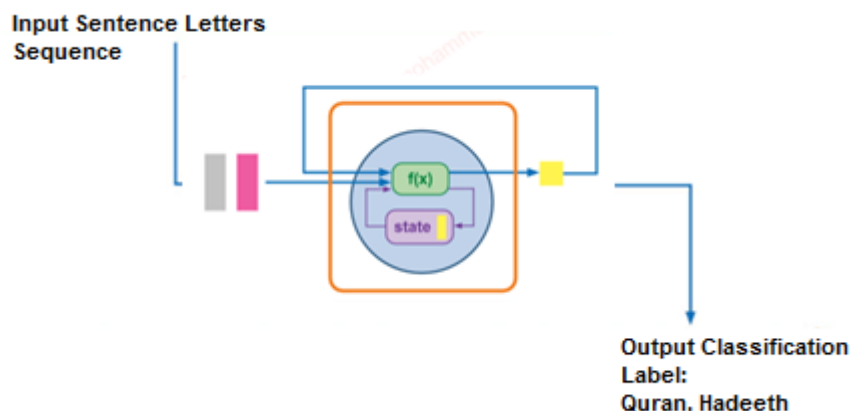 Input Sentence Letters
Sequence
f(x)
state
Output Classification
Label:
Quran, Hadeeth